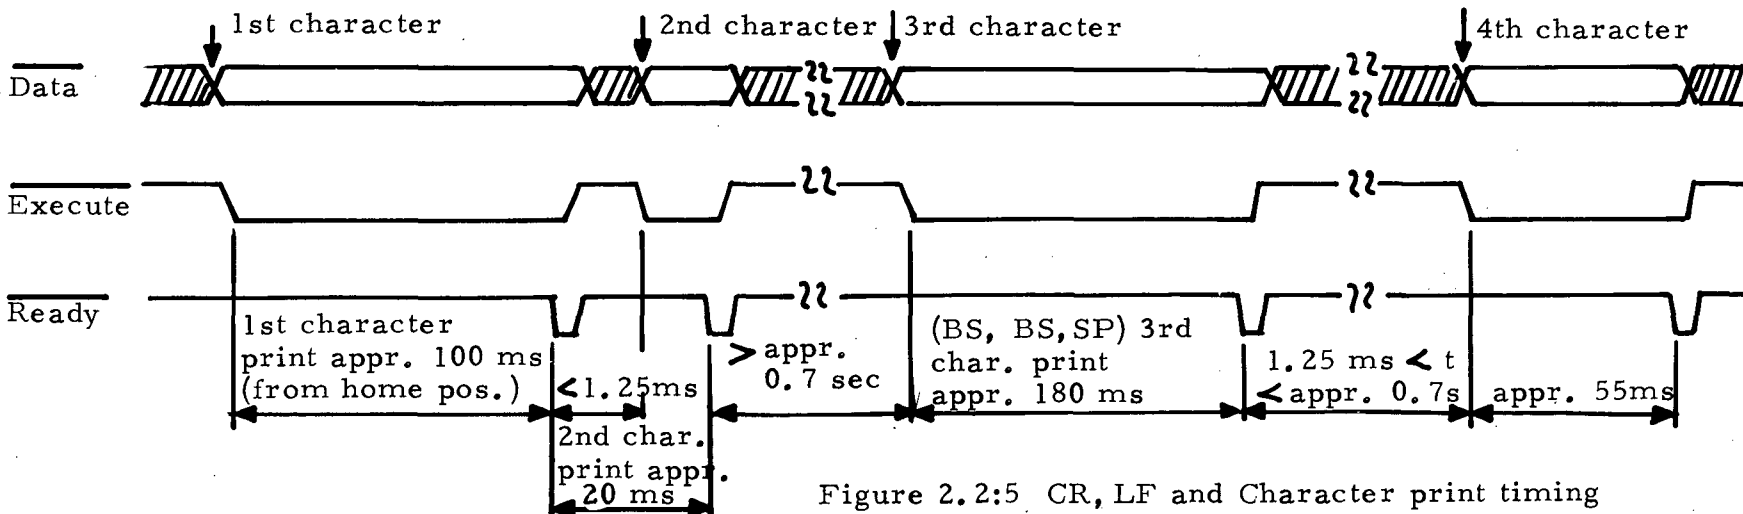 1st character
2nd character
3rd character
4th character
Data
Execute
Ready
1st character
print appr. 100 ms
(from home pos.)
<1.25ms
2nd char.
print appr.
20 ms
> appr.
0.7 sec
(BS, BS, SP) 3rd
char. print
appr. 180 ms
1.25 ms < t
< appr. 0.7s
appr. 55ms
Figure 2.2:5 CR, LF and Character print timing